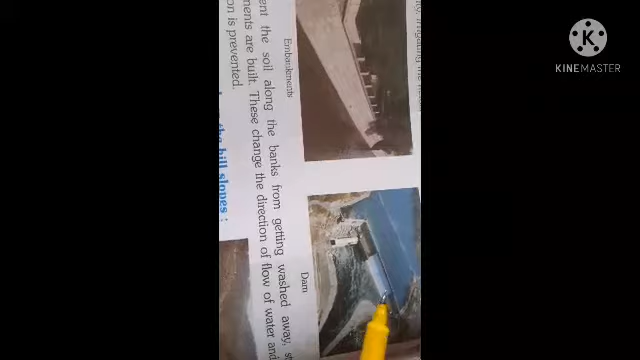 Embankments
Dam
ent the soil along the banks from getting washed away,
ments are built. These change the direction of flow of water and
on is prevented.
the hill slopes :
KINEMASTER